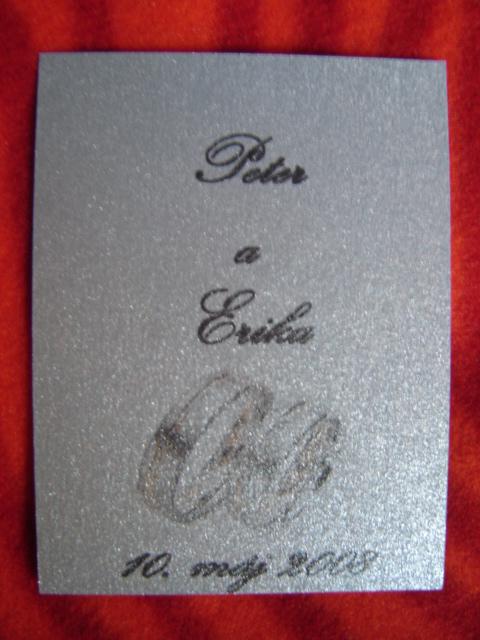 Peter
a
Erika
10. máj 2008